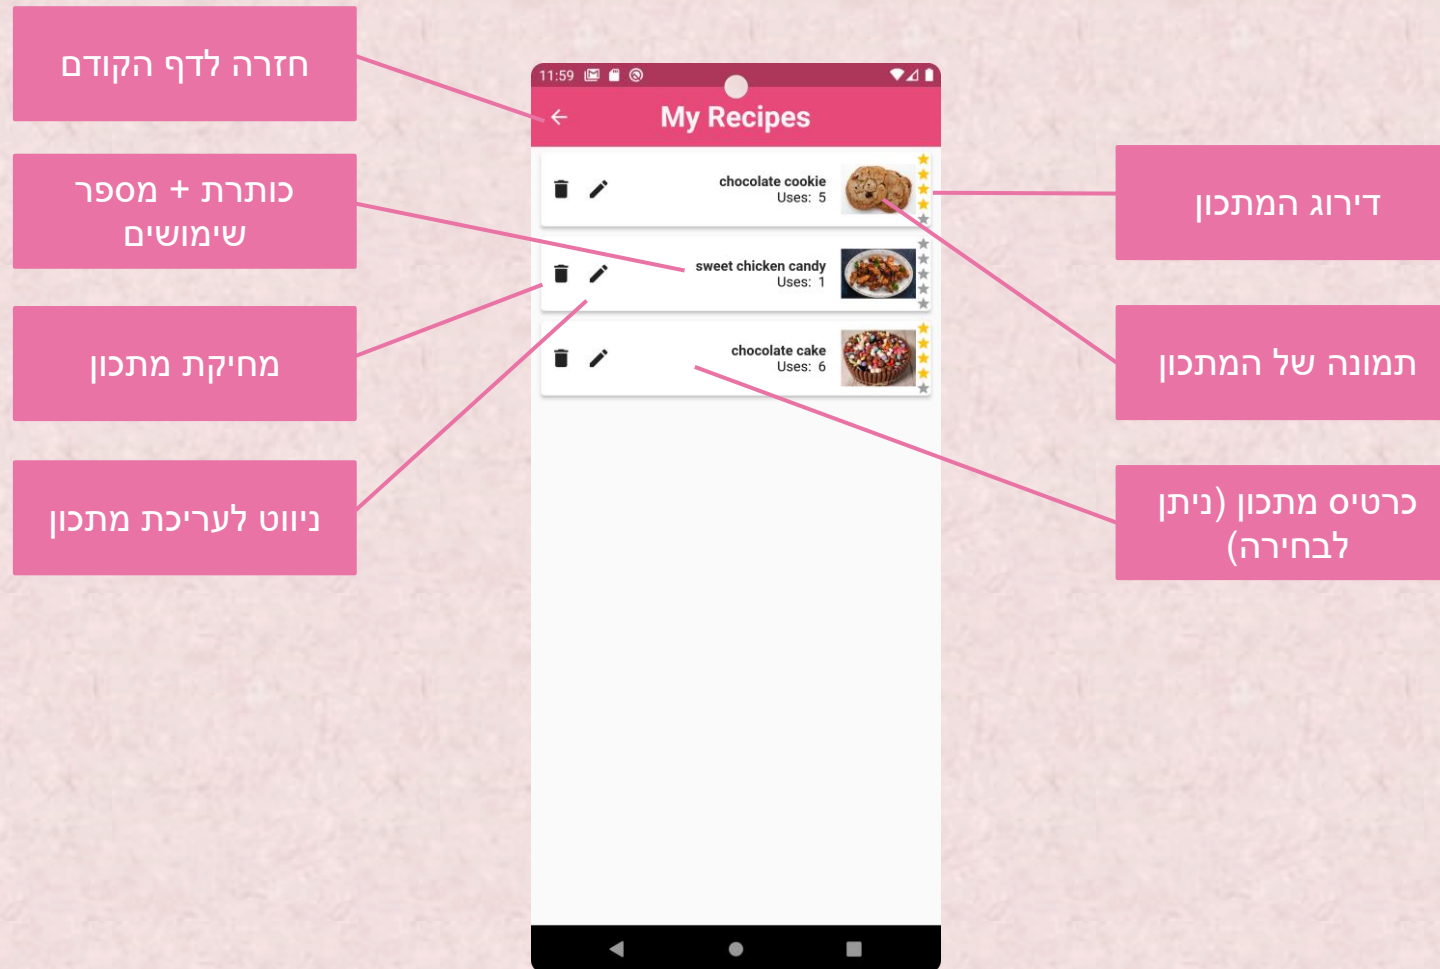 חזרה לדף הקודם
כותרת + מספר
שימושים
מחיקת מתכון
ניווט לעריכת מתכון
11:59
My Recipes
chocolate cookie
Uses: 5
sweet chicken candy
Uses: 1
chocolate cake
Uses: 6
דירוג המתכון
תמונה של המתכון
כרטיס מתכון (ניתן
לבחירה)